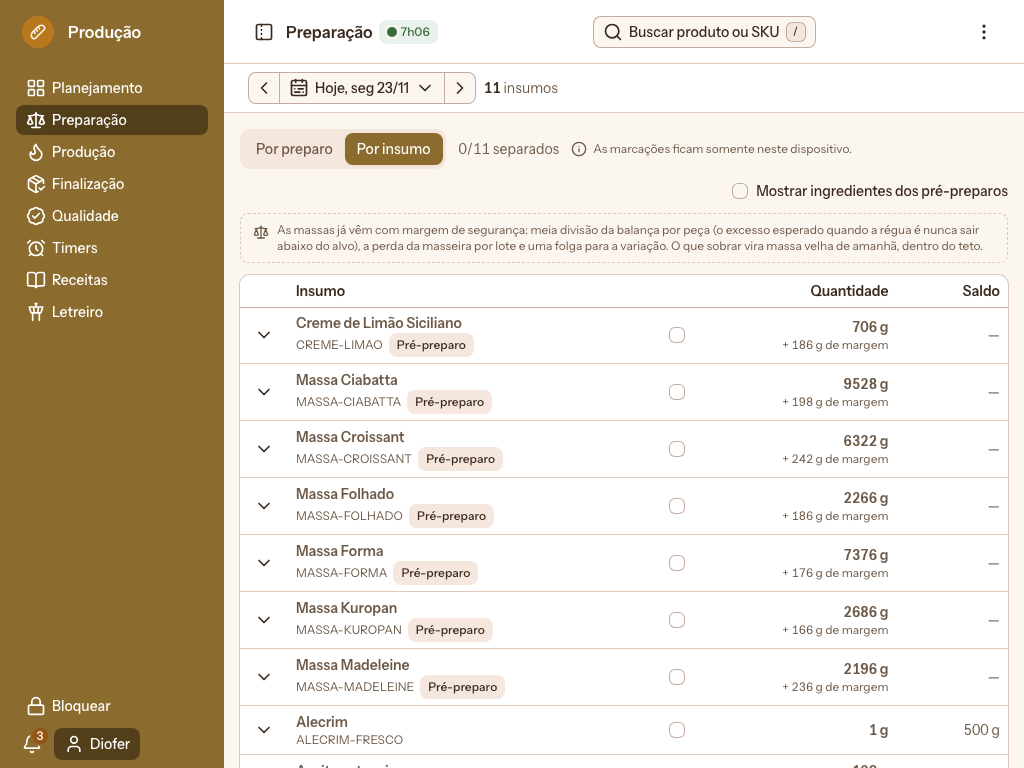 Produção
Planejamento
Preparação
Produção
Finalização
Qualidade
Timers
Receitas
Letreiro
Bloquear
3
Diofer
Preparação
7h06
Buscar produto ou SKU /
Hoje, seg 23/11
11 insumos
Por preparo
Por insumo
0/11 separados
As marcações ficam somente neste dispositivo.
Mostrar ingredientes dos pré-preparos
As massas já vêm com margem de segurança: meia divisão da balança por peça (o excesso esperado quando a régua é nunca sair
abaixo do alvo), a perda da masseira por lote e uma folga para a variação. O que sobrar vira massa velha de amanhã, dentro do teto.
Insumo Quantidade Saldo
Creme de Limão Siciliano 706 g
CREME-LIMAO Pré-preparo + 186 g de margem —
Massa Ciabatta 9528 g
MASSA-CIABATTA Pré-preparo + 198 g de margem —
Massa Croissant 6322 g
MASSA-CROISSANT Pré-preparo + 242 g de margem —
Massa Folhado 2266 g
MASSA-FOLHADO Pré-preparo + 186 g de margem —
Massa Forma 7376 g
MASSA-FORMA Pré-preparo + 176 g de margem —
Massa Kuropan 2686 g
MASSA-KUROPAN Pré-preparo + 166 g de margem —
Massa Madeleine 2196 g
MASSA-MADELEINE Pré-preparo + 236 g de margem —
Alecrim 1 g 500 g
ALECRIM-FRESCO